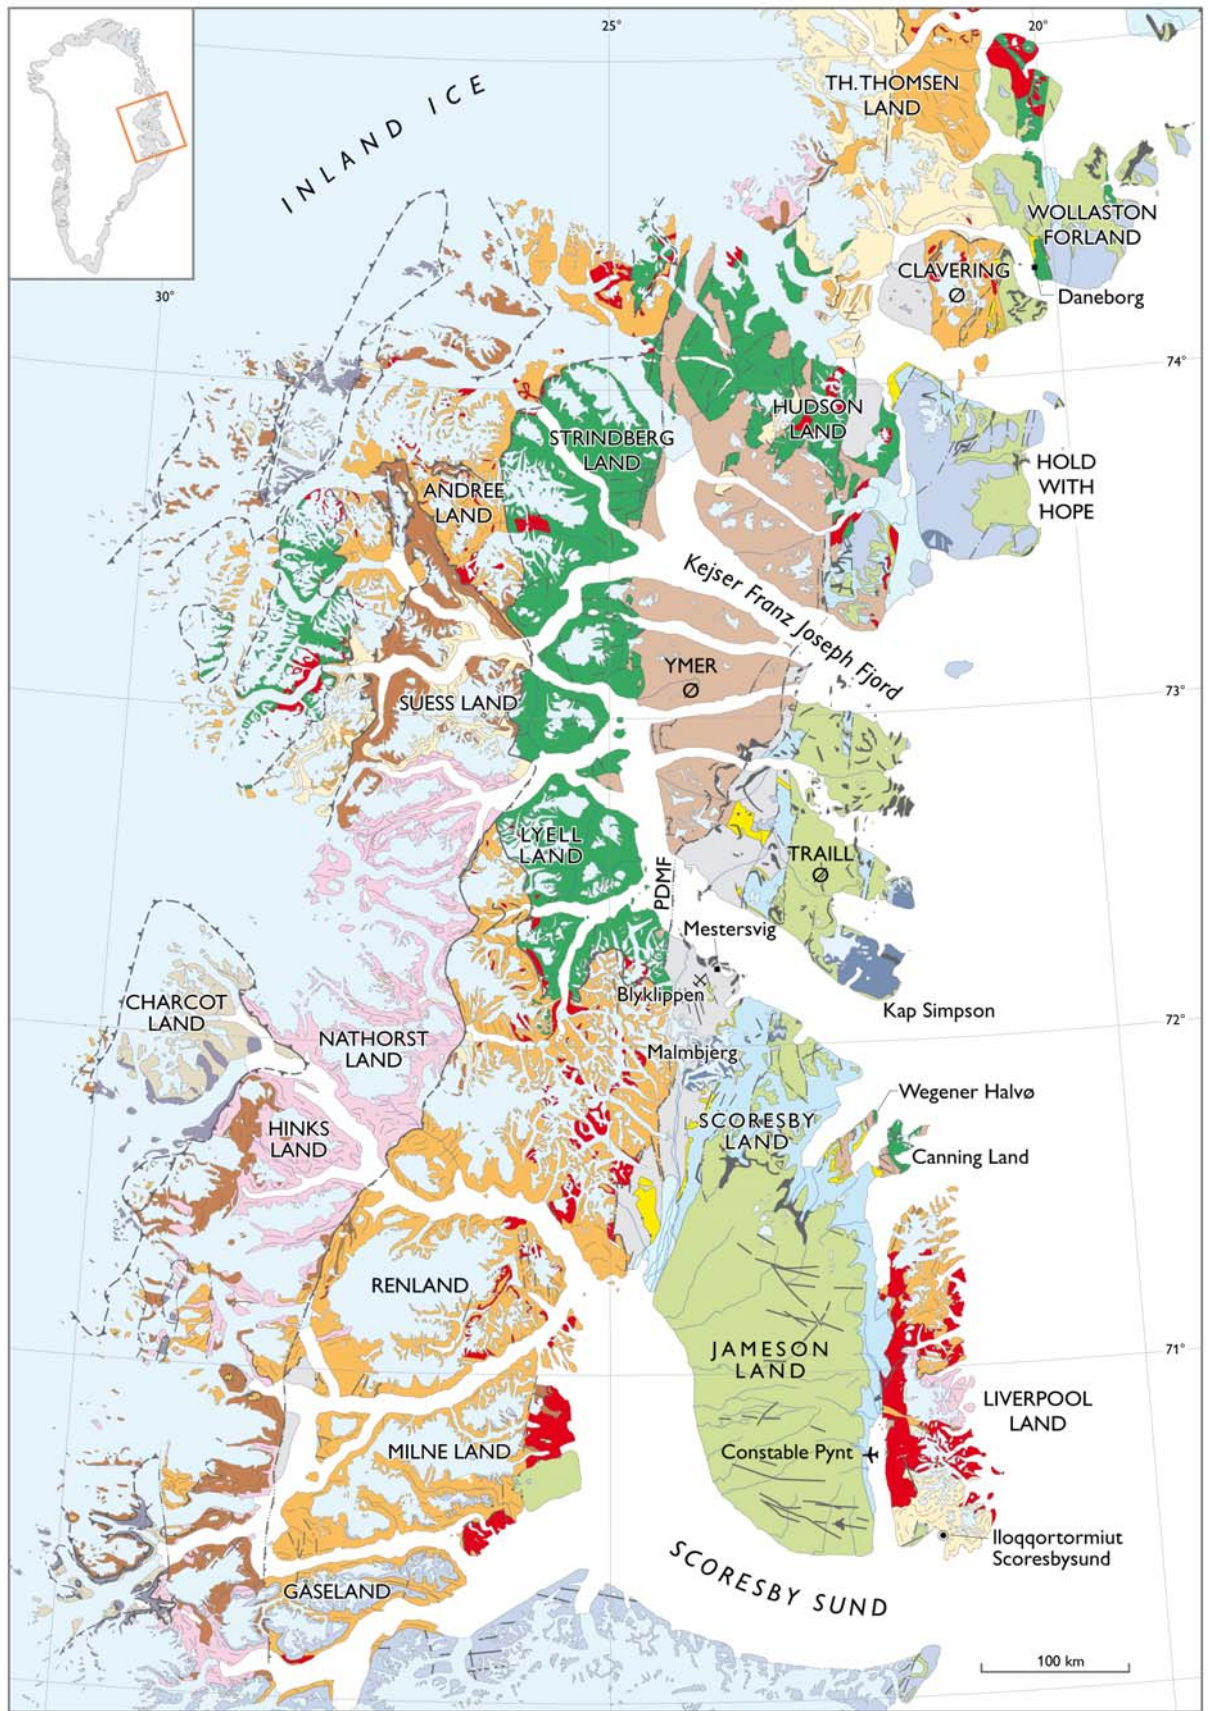 25°
20°
INLAND ICE
TH. THOMSEN
LAND
WOLLASTON
FORLAND
CLAVERING
Ø
Daneborg
30°
74°
HUDSON
LAND
STRINDBERG
LAND
HOLD
WITH
HOPE
ANDREE
LAND
Kejser Franz Joseph Fjord
YMER
Ø
73°
SUESS LAND
LYELL
LAND
TRAILL
Ø
PDMF
Mestersvig
Blyklippen
Kap Simpson
CHARCOT
LAND
72°
NATHORST
LAND
Malmbjerg
Wegener Halvø
SCORESBY
LAND
HINKS
LAND
Canning Land
RENLAND
JAMESON
LAND
71°
LIVERPOOL
LAND
MILNE LAND
Constable Pynt
Iloqqortormiut
Scoresbysund
SCORESBY SUND
GÅSELAND
100 km